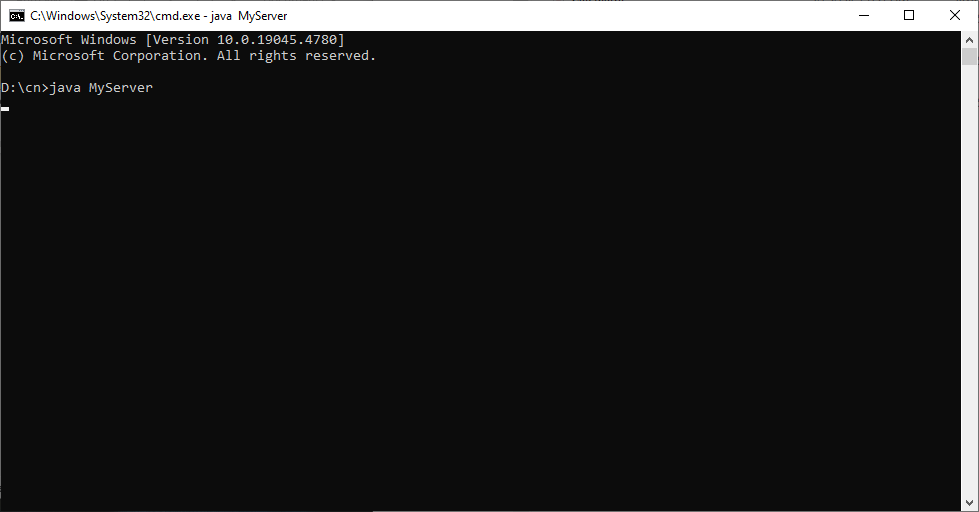 C:\Windows\System32\cmd.exe - java  MyServer
Microsoft Windows [Version 10.0.19045.4780]
(c) Microsoft Corporation. All rights reserved.
D:\cn>java MyServer